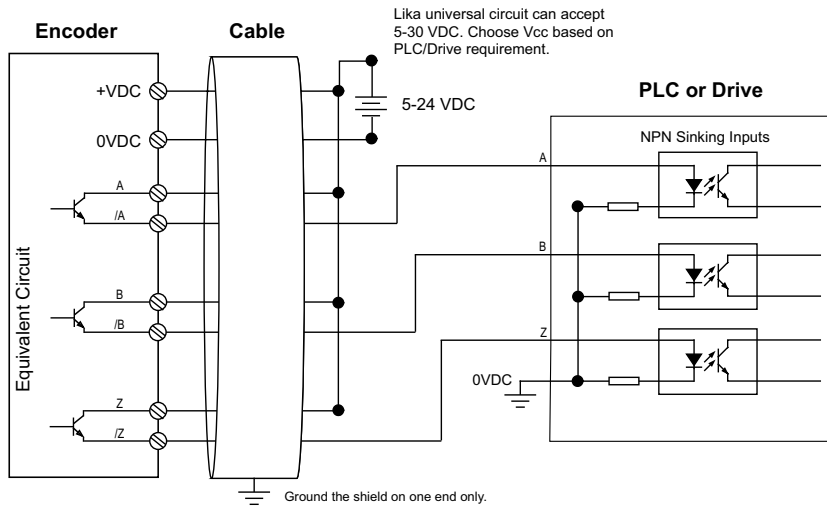 Lika universal circuit can accept
5-30 VDC. Choose Vcc based on
PLC/Drive requirement.
Encoder
Cable
PLC or Drive
+VDC
5-24 VDC
0VDC
NPN Sinking Inputs
A
A
/A
Equivalent Circuit
B
B
/B
Z
0VDC
Z
/Z
Ground the shield on one end only.